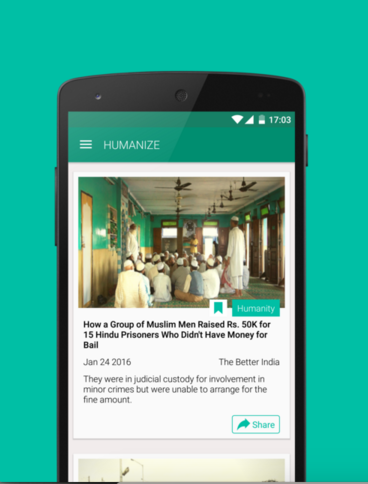 17:03
HUMANIZE
Humanity
How a Group of Muslim Men Raised Rs. 50K for
15 Hindu Prisoners Who Didn't Have Money for
Bail
Jan 24 2016 The Better India
They were in judicial custody for involvement in
minor crimes but were unable to arrange for the
fine amount.
Share